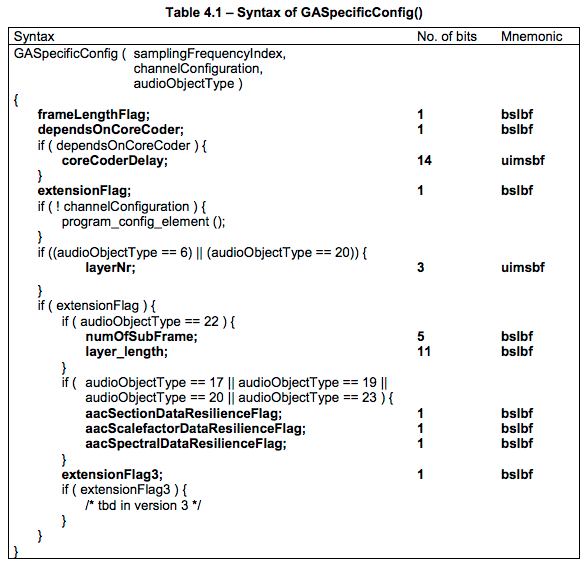 Table 4.1 – Syntax of GASpecificConfig()
Syntax No. of bits Mnemonic
GASpecificConfig ( samplingFrequencyIndex,
channelConfiguration,
audioObjectType )
{
frameLengthFlag; 1 bslbf
dependsOnCoreCoder; 1 bslbf
if ( dependsOnCoreCoder ) {
coreCoderDelay; 14 uimsbf
}
extensionFlag; 1 bslbf
if ( ! channelConfiguration ) {
program_config_element ();
}
if ((audioObjectType == 6) || (audioObjectType == 20)) {
layerNr; 3 uimsbf
}
if ( extensionFlag ) {
if ( audioObjectType == 22 ) {
numOfSubFrame; 5 bslbf
layer_length; 11 bslbf
}
if ( audioObjectType == 17 || audioObjectType == 19 ||
audioObjectType == 20 || audioObjectType == 23 ) {
aacSectionDataResilienceFlag; 1 bslbf
aacScalefactorDataResilienceFlag; 1 bslbf
aacSpectralDataResilienceFlag; 1 bslbf
}
extensionFlag3; 1 bslbf
if ( extensionFlag3 ) {
/* tbd in version 3 */
}
}
}